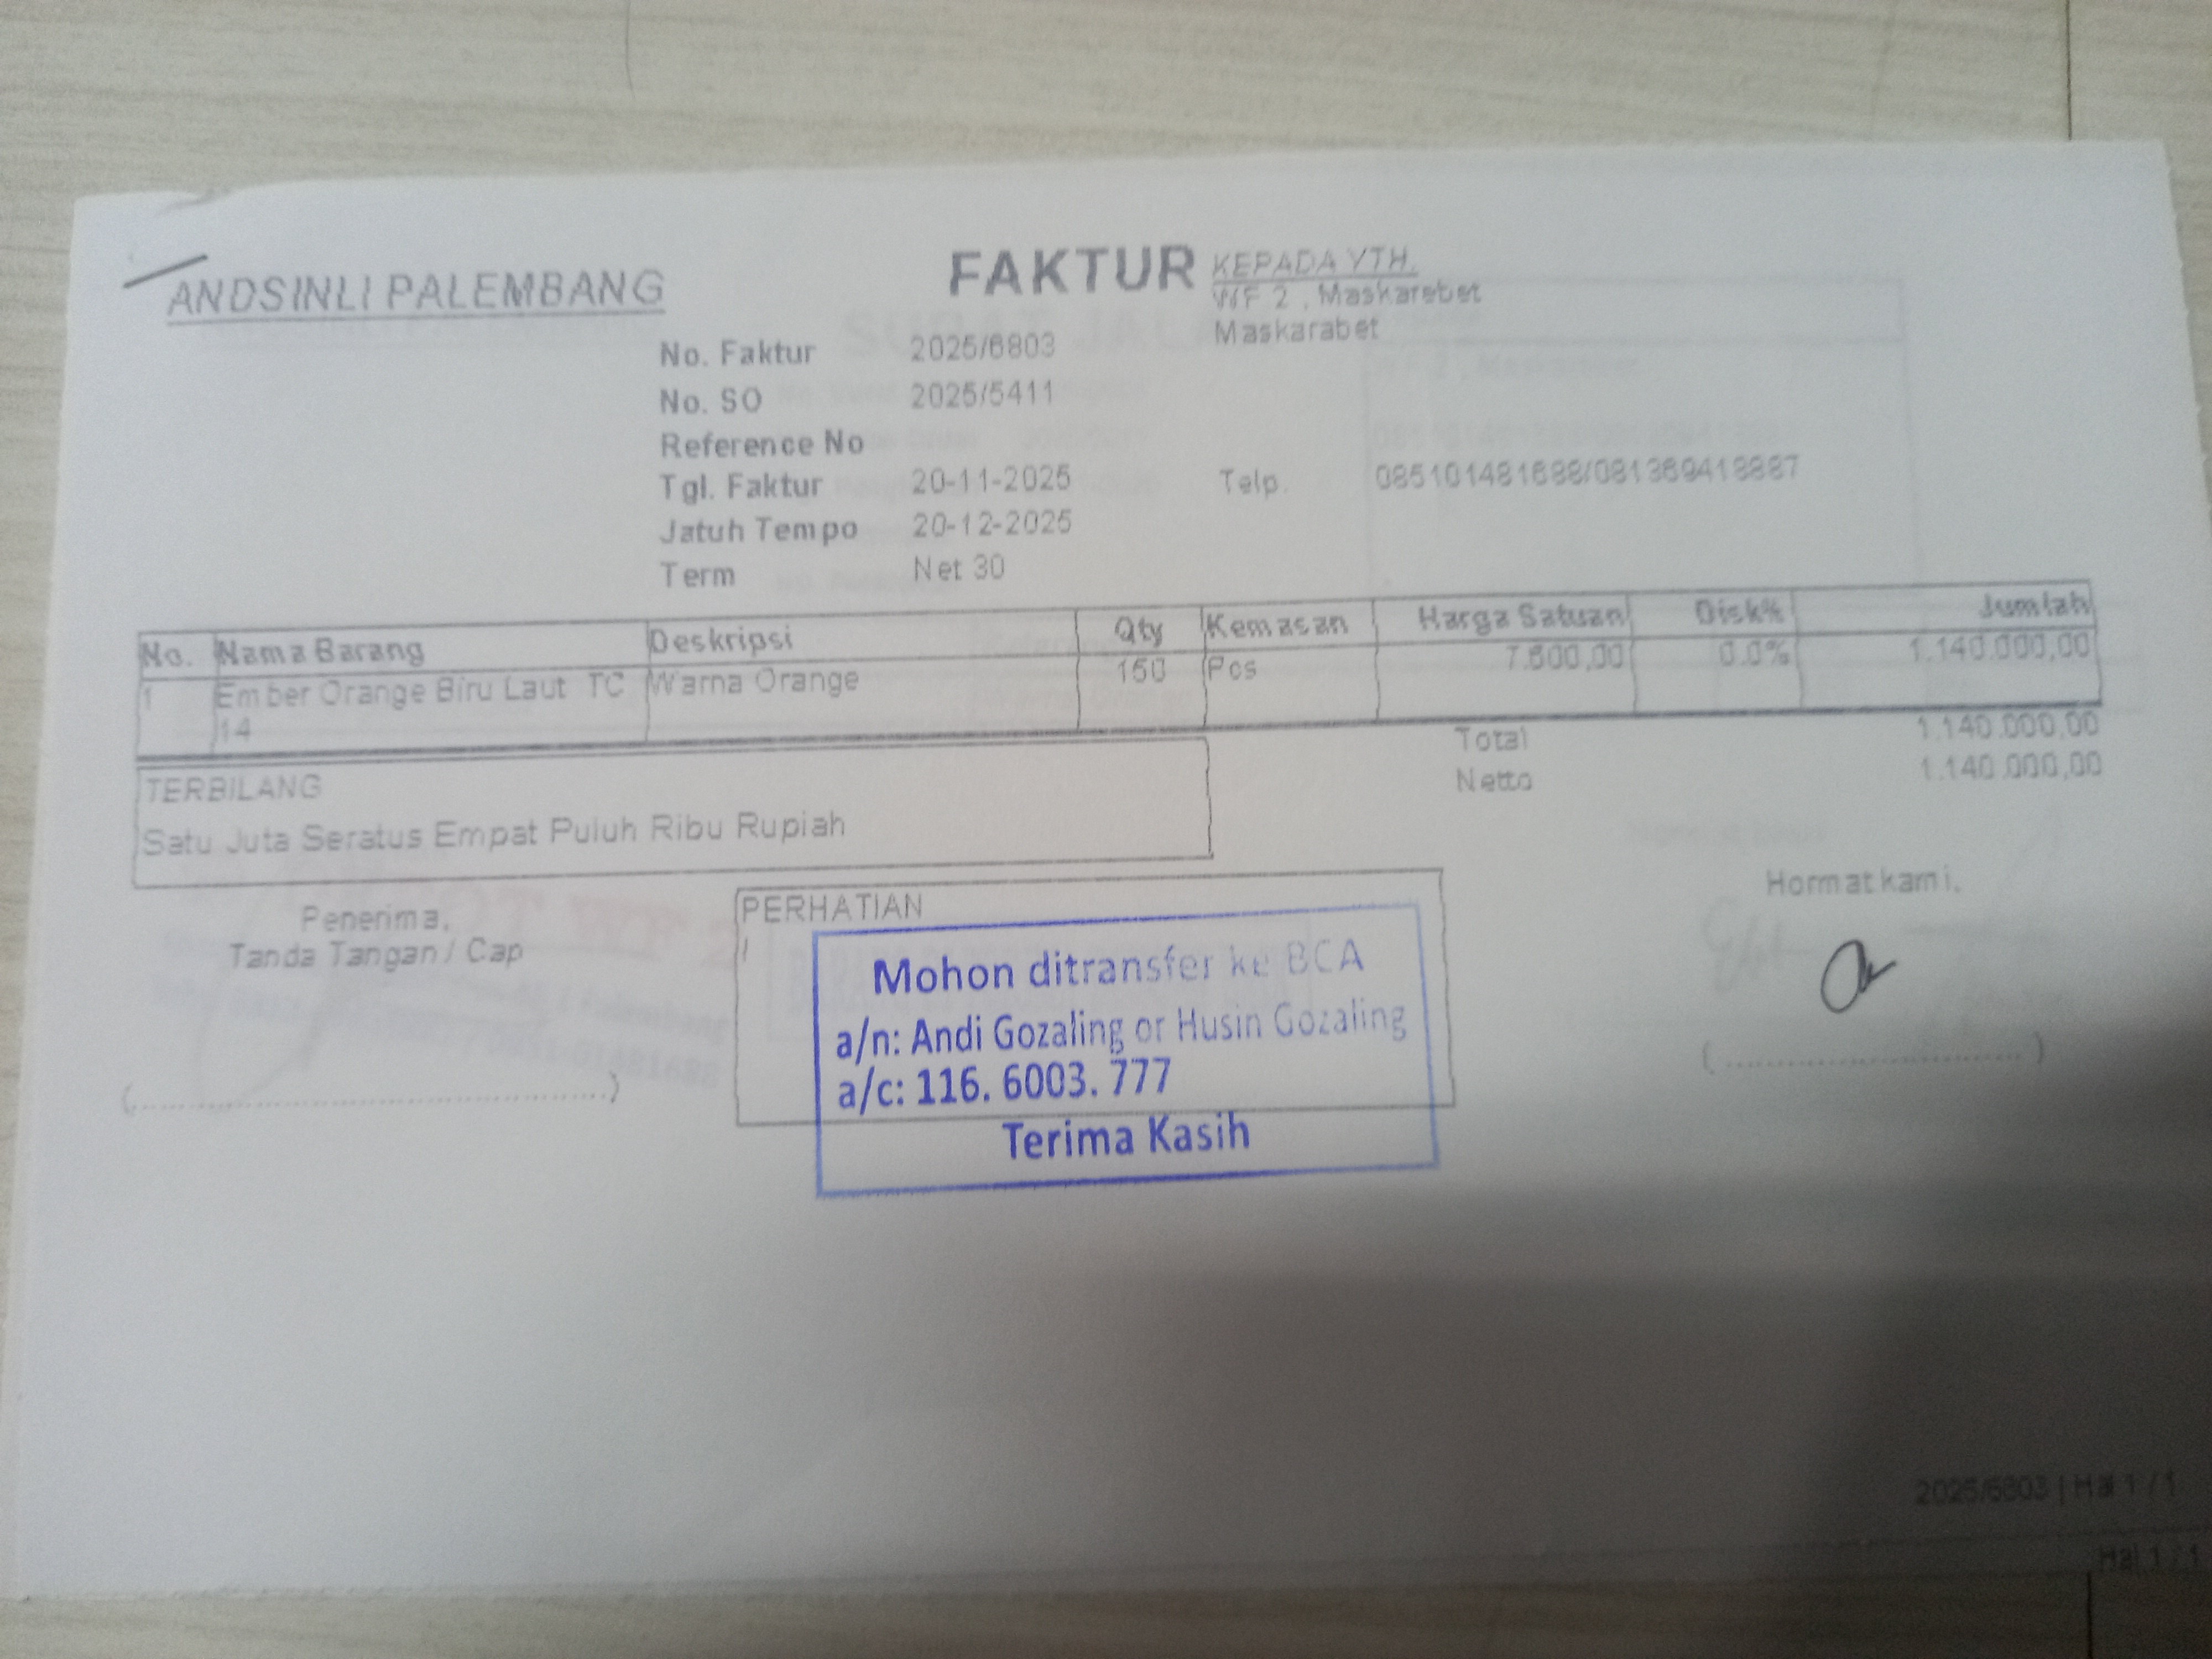 ANDSINLI PALEMBANG
FAKTUR
KEPADA YTH.
WF 2 , Maskarebet
Maskarabet
No. Faktur 2025/6803
No. SO 2025/5411
Reference No
Tgl. Faktur 20-11-2025
Telp. 085101481688/081369418887
Jatuh Tempo 20-12-2025
Term Net 30
No. Nama Barang Deskripsi Qty Kemasan Harga Satuan Disk% Jumlah
1 Ember Orange Biru Laut TC Warna Orange 150 Pcs 7.600,00 0.0% 1.140.000,00
14
Total 1.140.000,00
Netto 1.140.000,00
TERBILANG
Satu Juta Seratus Empat Puluh Ribu Rupiah
Penerima,
Tanda Tangan / Cap
PERHATIAN
Mohon ditransfer ke BCA
a/n: Andi Gozaling or Husin Gozaling
a/c: 116. 6003. 777
Terima Kasih
Hormat kami,
2025/6803 | Hal 1 / 1
Hal 1 / 1